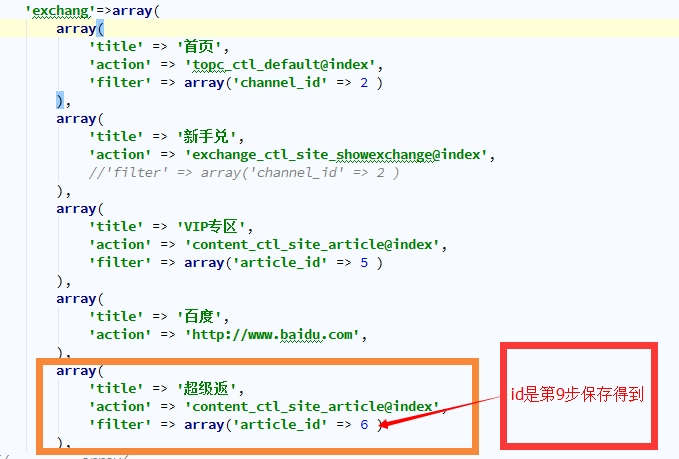 'exchang'=>array(
array(
'title' => '首页',
'action' => 'topc_ctl_default@index',
'filter' => array('channel_id' => 2 )
),
array(
'title' => '新手兑',
'action' => 'exchange_ctl_site_showexchange@index',
//'filter' => array('channel_id' => 2 )
),
array(
'title' => 'VIP专区',
'action' => 'content_ctl_site_article@index',
'filter' => array('article_id' => 5 )
),
array(
'title' => '百度',
'action' => 'http://www.baidu.com',
),
array(
'title' => '超级返',
'action' => 'content_ctl_site_article@index',
'filter' => array('article_id' => 6 )
),
id是第9步保存得到